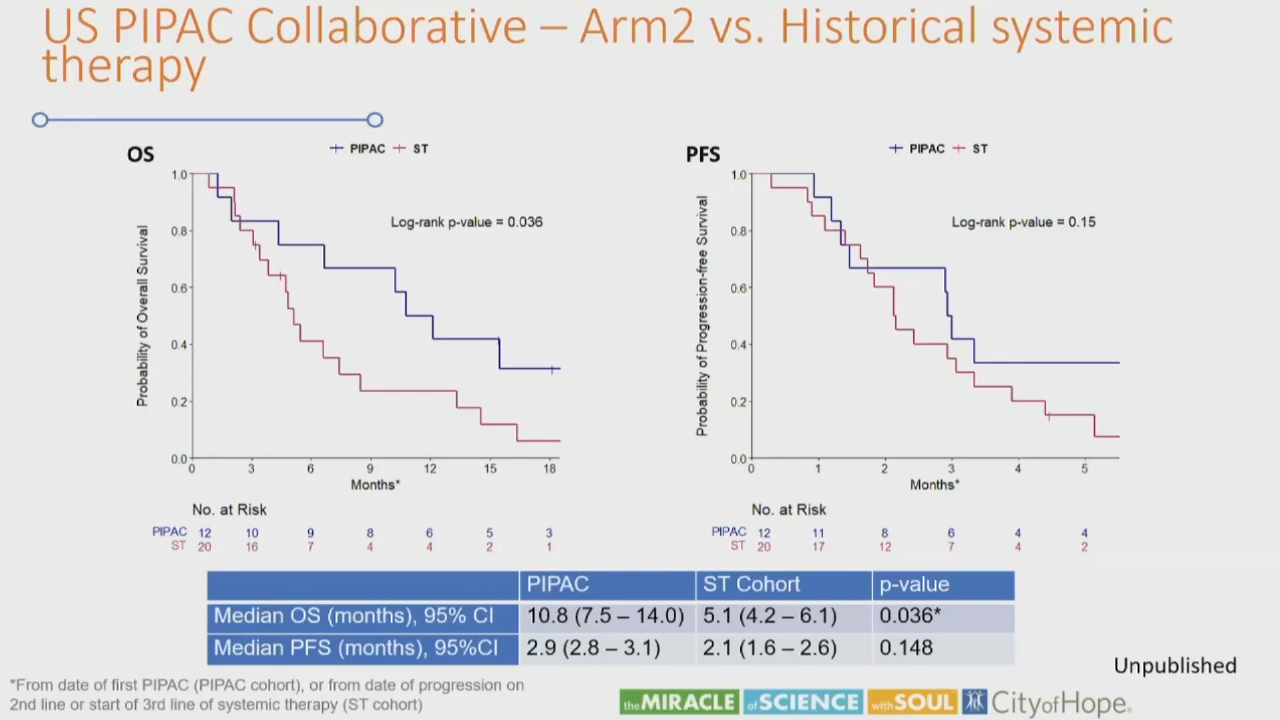 US PIPAC Collaborative – Arm2 vs. Historical systemic
therapy
OS
PIPAC ST
1.0
0.8
0.6
0.4
0.2
0.0
Probability of Overall Survival
Log-rank p-value = 0.036
0 3 6 9 12 15 18
Months*
No. at Risk
PIPAC 12 10 9 8 6 5 3
ST 20 16 7 4 4 2 1
PFS
PIPAC ST
1.0
0.8
0.6
0.4
0.2
0.0
Probability of Progression-free Survival
Log-rank p-value = 0.15
0 1 2 3 4 5
Months*
No. at Risk
PIPAC 12 11 8 6 4 4
ST 20 17 12 7 4 2
PIPAC ST Cohort p-value
Median OS (months), 95% CI 10.8 (7.5 – 14.0) 5.1 (4.2 – 6.1) 0.036*
Median PFS (months), 95%CI 2.9 (2.8 – 3.1) 2.1 (1.6 – 2.6) 0.148
Unpublished
*From date of first PIPAC (PIPAC cohort), or from date of progression on
2nd line or start of 3rd line of systemic therapy (ST cohort)
the MIRACLE of SCIENCE with SOUL City of Hope®